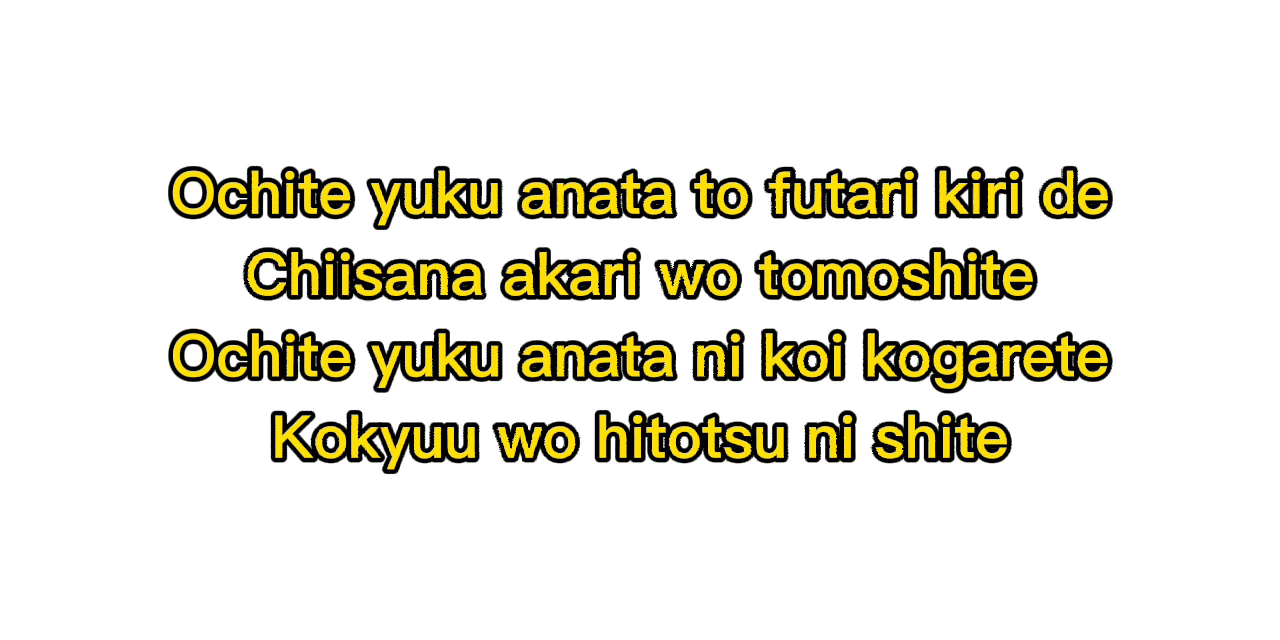 Ochite yuku anata to futari kiri de
Chiisana akari wo tomoshite
Ochite yuku anata ni koi kogarete
Kokyuu wo hitotsu ni shite